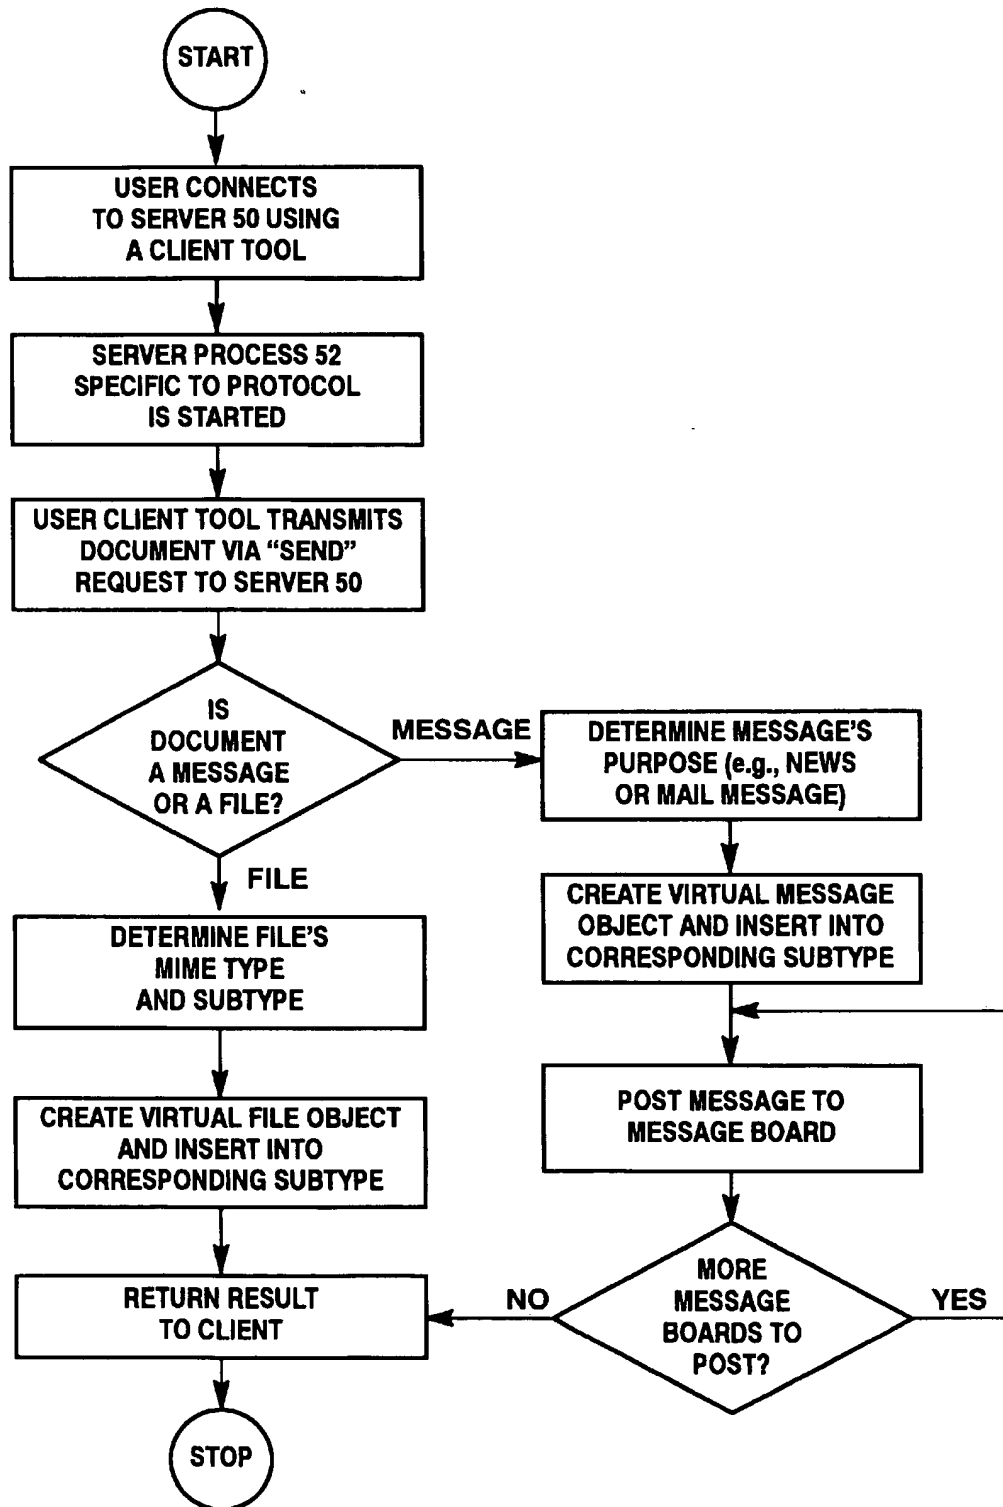 START
USER CONNECTS
TO SERVER 50 USING
A CLIENT TOOL
SERVER PROCESS 52
SPECIFIC TO PROTOCOL
IS STARTED
USER CLIENT TOOL TRANSMITS
DOCUMENT VIA “SEND”
REQUEST TO SERVER 50
IS
DOCUMENT
A MESSAGE
OR A FILE?
MESSAGE
DETERMINE MESSAGE'S
PURPOSE (e.g., NEWS
OR MAIL MESSAGE)
CREATE VIRTUAL MESSAGE
OBJECT AND INSERT INTO
CORRESPONDING SUBTYPE
FILE
DETERMINE FILE'S
MIME TYPE
AND SUBTYPE
POST MESSAGE TO
MESSAGE BOARD
CREATE VIRTUAL FILE OBJECT
AND INSERT INTO
CORRESPONDING SUBTYPE
MORE
MESSAGE
BOARDS TO
POST?
NO
YES
RETURN RESULT
TO CLIENT
STOP